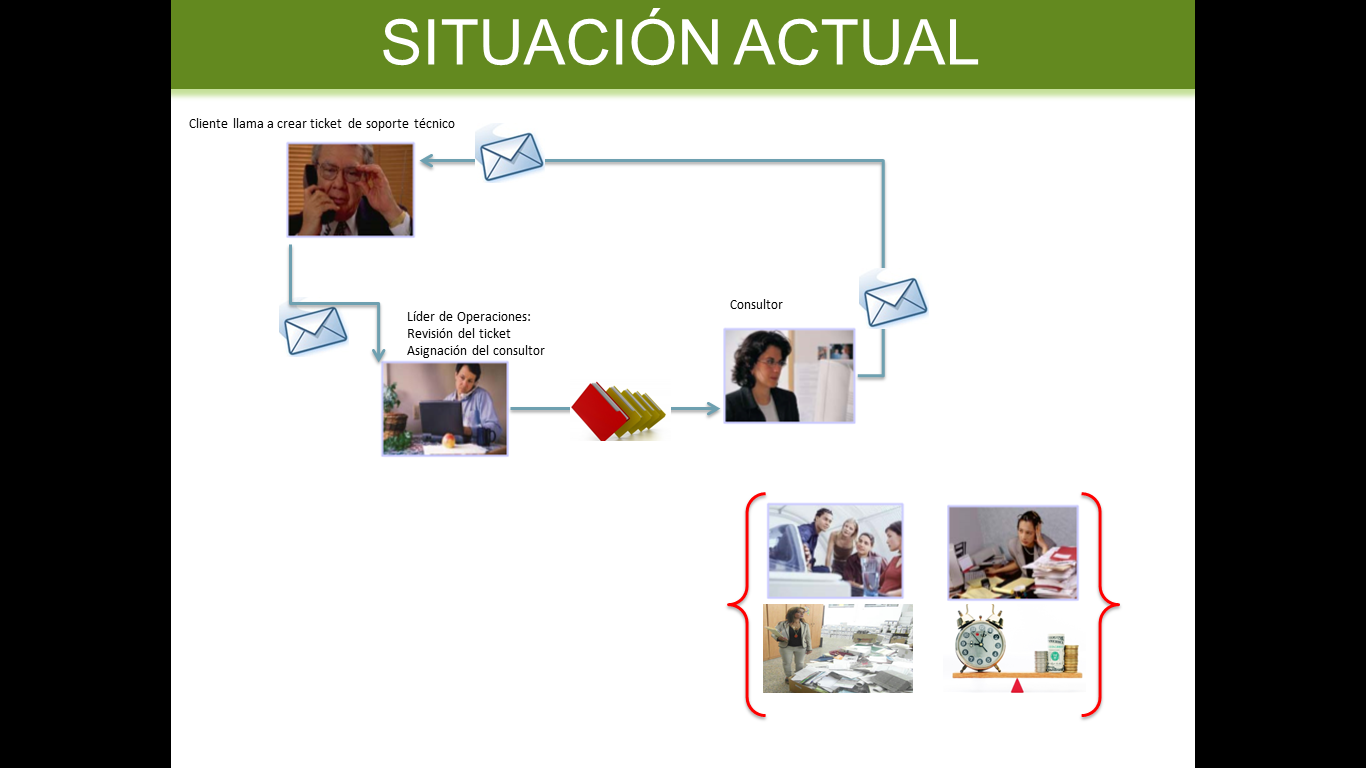 SITUACIÓN ACTUAL
Cliente llama a crear ticket de soporte técnico
Consultor
Líder de Operaciones:
Revisión del ticket
Asignación del consultor